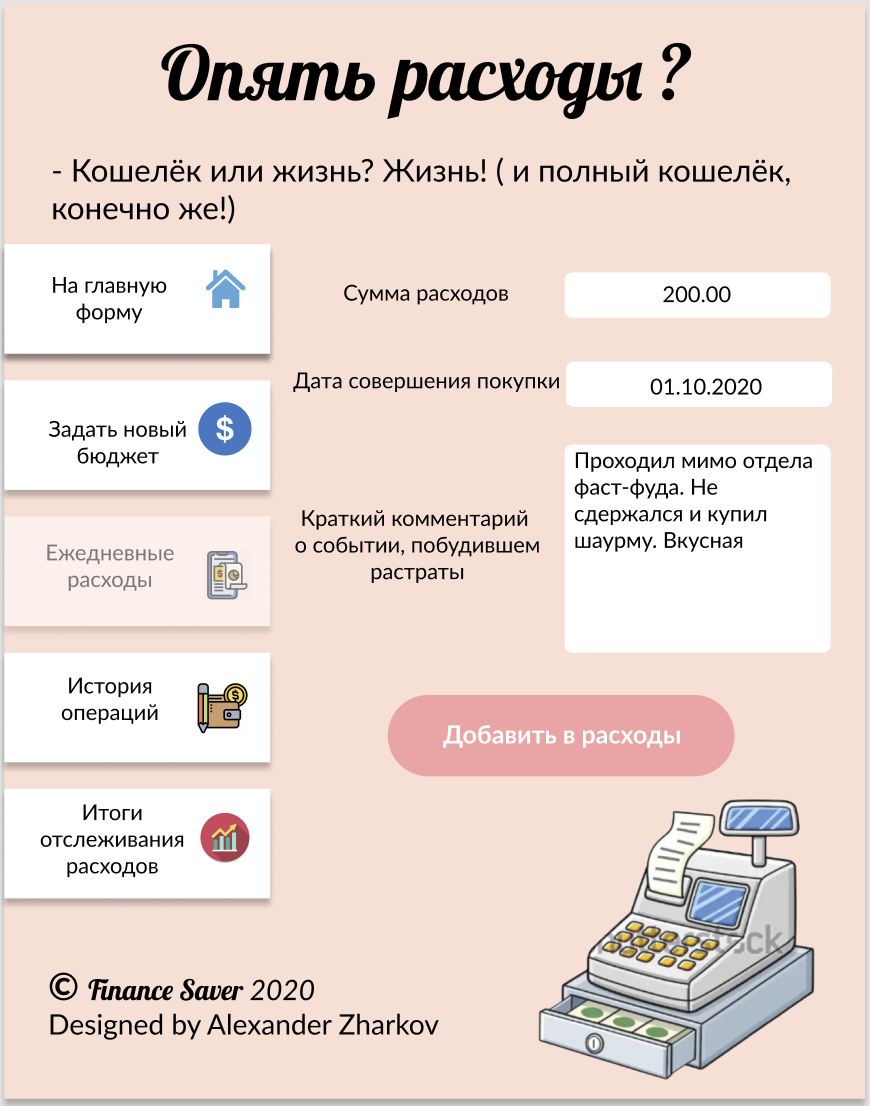 Опять расходы ?
- Кошелёк или жизнь? Жизнь! ( и полный кошелёк,
конечно же!)
На главную
форму
Задать новый
бюджет
Ежедневные
расходы
История
операций
Итоги
отслеживания
расходов
Сумма расходов
200.00
Дата совершения покупки
01.10.2020
Краткий комментарий
о событии, побудившем
растраты
Проходил мимо отдела
фаст-фуда. Не
сдержался и купил
шаурму. Вкусная
Добавить в расходы
© Finance Saver 2020
Designed by Alexander Zharkov